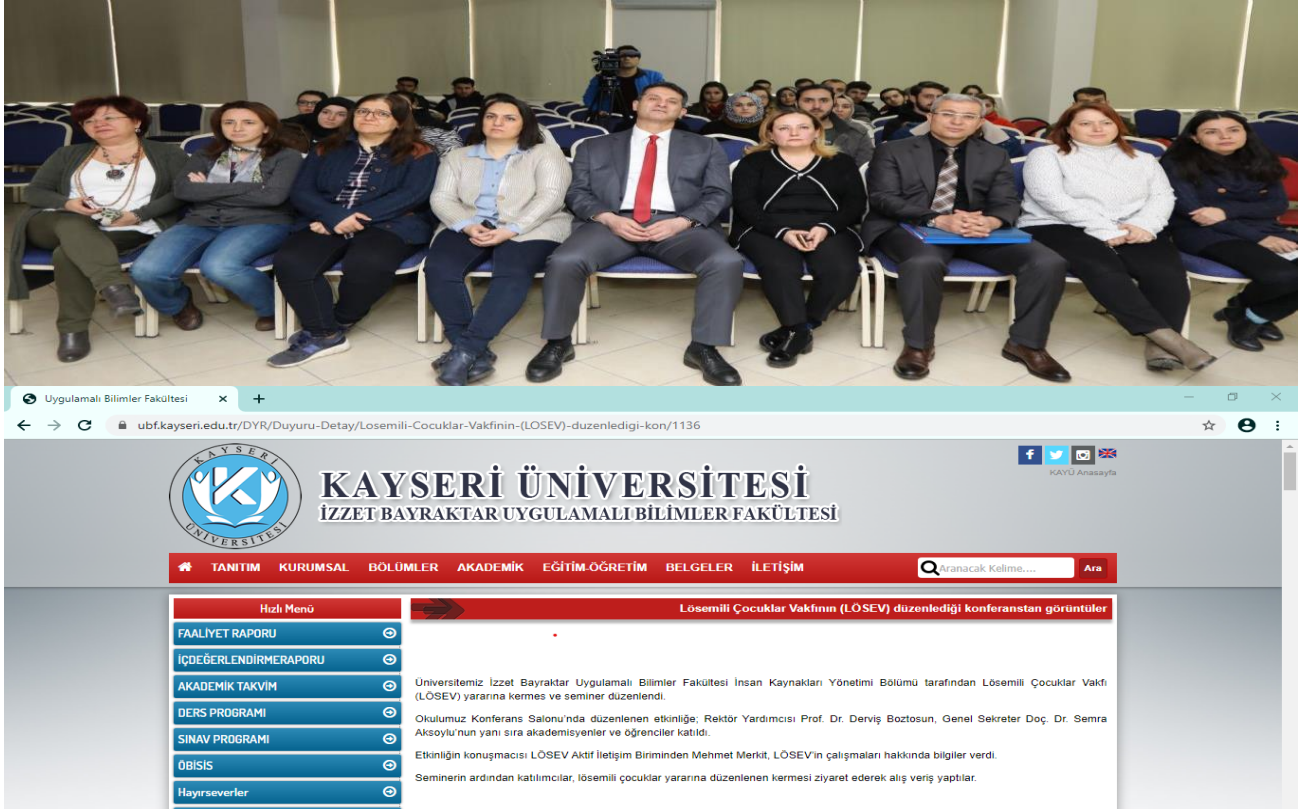 Uygulamalı Bilimler Fakültesi
ubf.kayseri.edu.tr/DYR/Duyuru-Detay/Losemili-Cocuklar-Vakfinin-(LOSEV)-duzenledigi-kon/1136
KAYSERİ
ÜNİVERSİTESİ
KAYSERİ ÜNİVERSİTESİ
İZZET BAYRAKTAR UYGULAMALI BİLİMLER FAKÜLTESİ
KAYÜ Anasayfa
TANITIM KURUMSAL BÖLÜMLER AKADEMİK EĞİTİM-ÖĞRETİM BELGELER İLETİŞİM
Aranacak Kelime....
Ara
Hızlı Menü
FAALİYET RAPORU
İÇDEĞERLENDİRMERAPORU
AKADEMİK TAKVİM
DERS PROGRAMI
SINAV PROGRAMI
ÖBİSİS
Hayırseverler
Lösemili Çocuklar Vakfının (LÖSEV) düzenlediği konferanstan görüntüler
Üniversitemiz İzzet Bayraktar Uygulamalı Bilimler Fakültesi İnsan Kaynakları Yönetimi Bölümü tarafından Lösemili Çocuklar Vakfı
(LÖSEV) yararına kermes ve seminer düzenlendi.
Okulumuz Konferans Salonu'nda düzenlenen etkinliğe; Rektör Yardımcısı Prof. Dr. Derviş Boztosun, Genel Sekreter Doç. Dr. Semra
Aksoylu'nun yanı sıra akademisyenler ve öğrenciler katıldı.
Etkinliğin konuşmacısı LÖSEV Aktif İletişim Biriminden Mehmet Merkit, LÖSEV'in çalışmaları hakkında bilgiler verdi.
Seminerin ardından katılımcılar, lösemili çocuklar yararına düzenlenen kermesi ziyaret ederek alış veriş yaptılar.